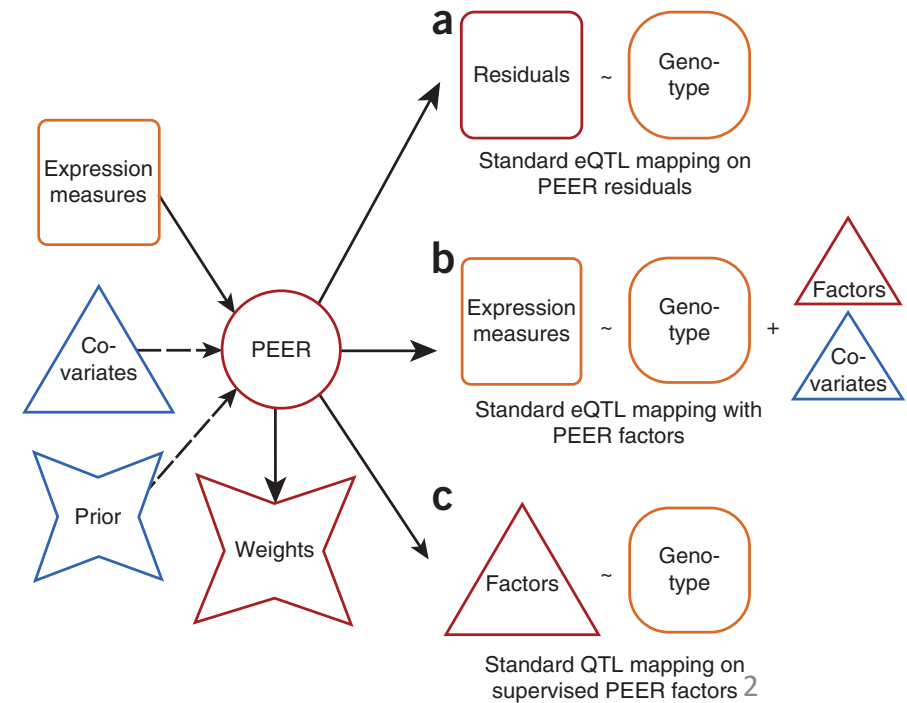 a
Residuals
~
Geno-
type
Standard eQTL mapping on
PEER residuals
Expression
measures
Co-
variates
Prior
PEER
Weights
b
Expression
measures
~
Geno-
type
+
Factors
Co-
variates
Standard eQTL mapping with
PEER factors
c
Factors
~
Geno-
type
Standard QTL mapping on
supervised PEER factors 2